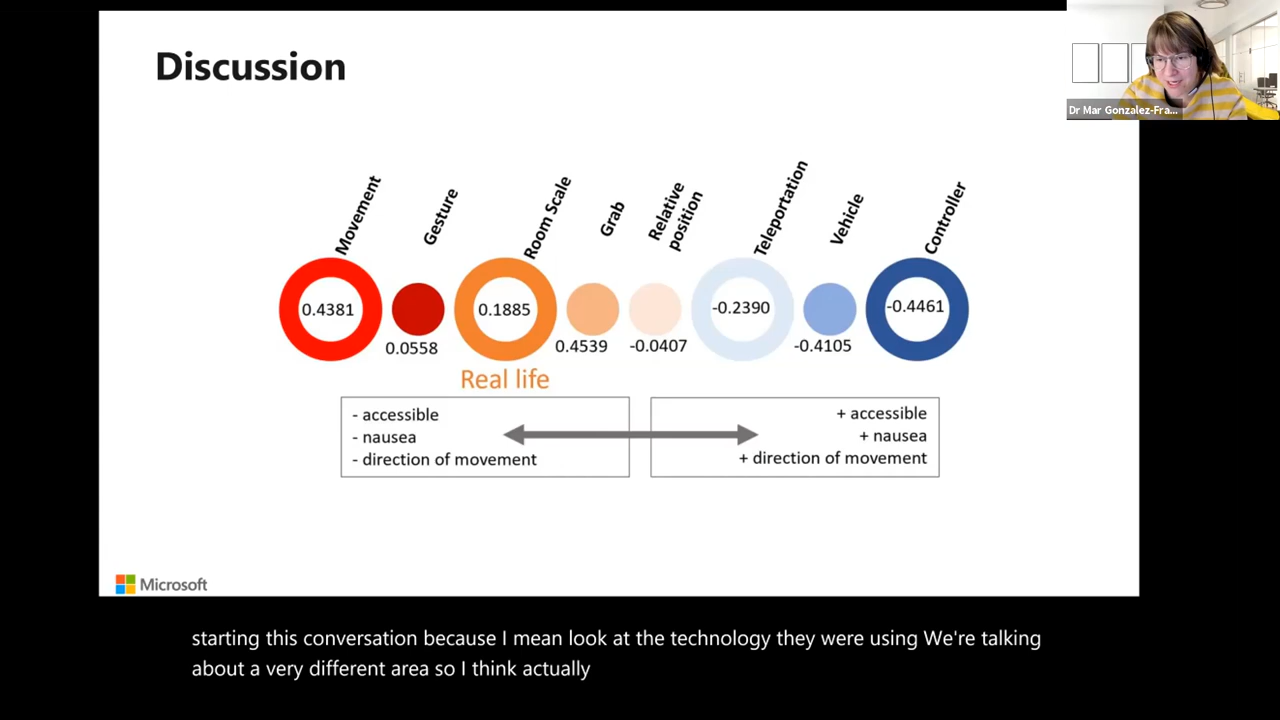 Discussion
Dr Mar Gonzalez-Fra...
Movement
Gesture
Room Scale
Grab
Relative
position
Teleportation
Vehicle
Controller
0.4381
0.0558
0.1885
0.4539
-0.0407
-0.2390
-0.4105
-0.4461
Real life
- accessible
- nausea
- direction of movement
+ accessible
+ nausea
+ direction of movement
Microsoft
starting this conversation because I mean look at the technology they were using We're talking
about a very different area so I think actually